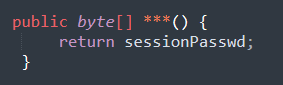 public byte[] ***() {
return sessionPasswd;
}